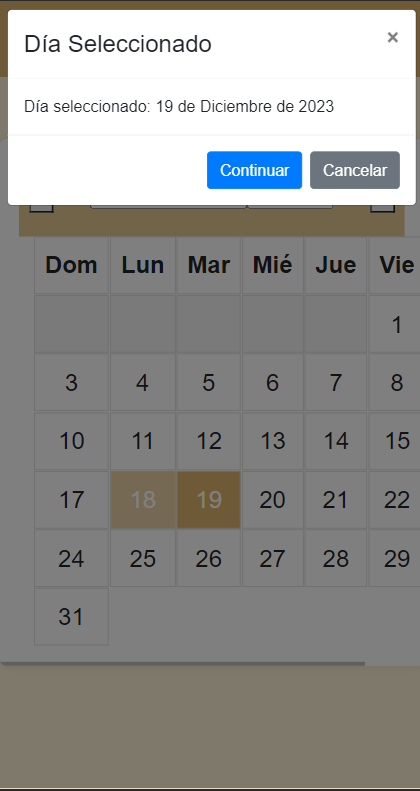 Día Seleccionado ×
Día seleccionado: 19 de Diciembre de 2023
Continuar Cancelar
Dom Lun Mar Mié Jue Vie
1
3 4 5 6 7 8
10 11 12 13 14 15
17 18 19 20 21 22
24 25 26 27 28 29
31